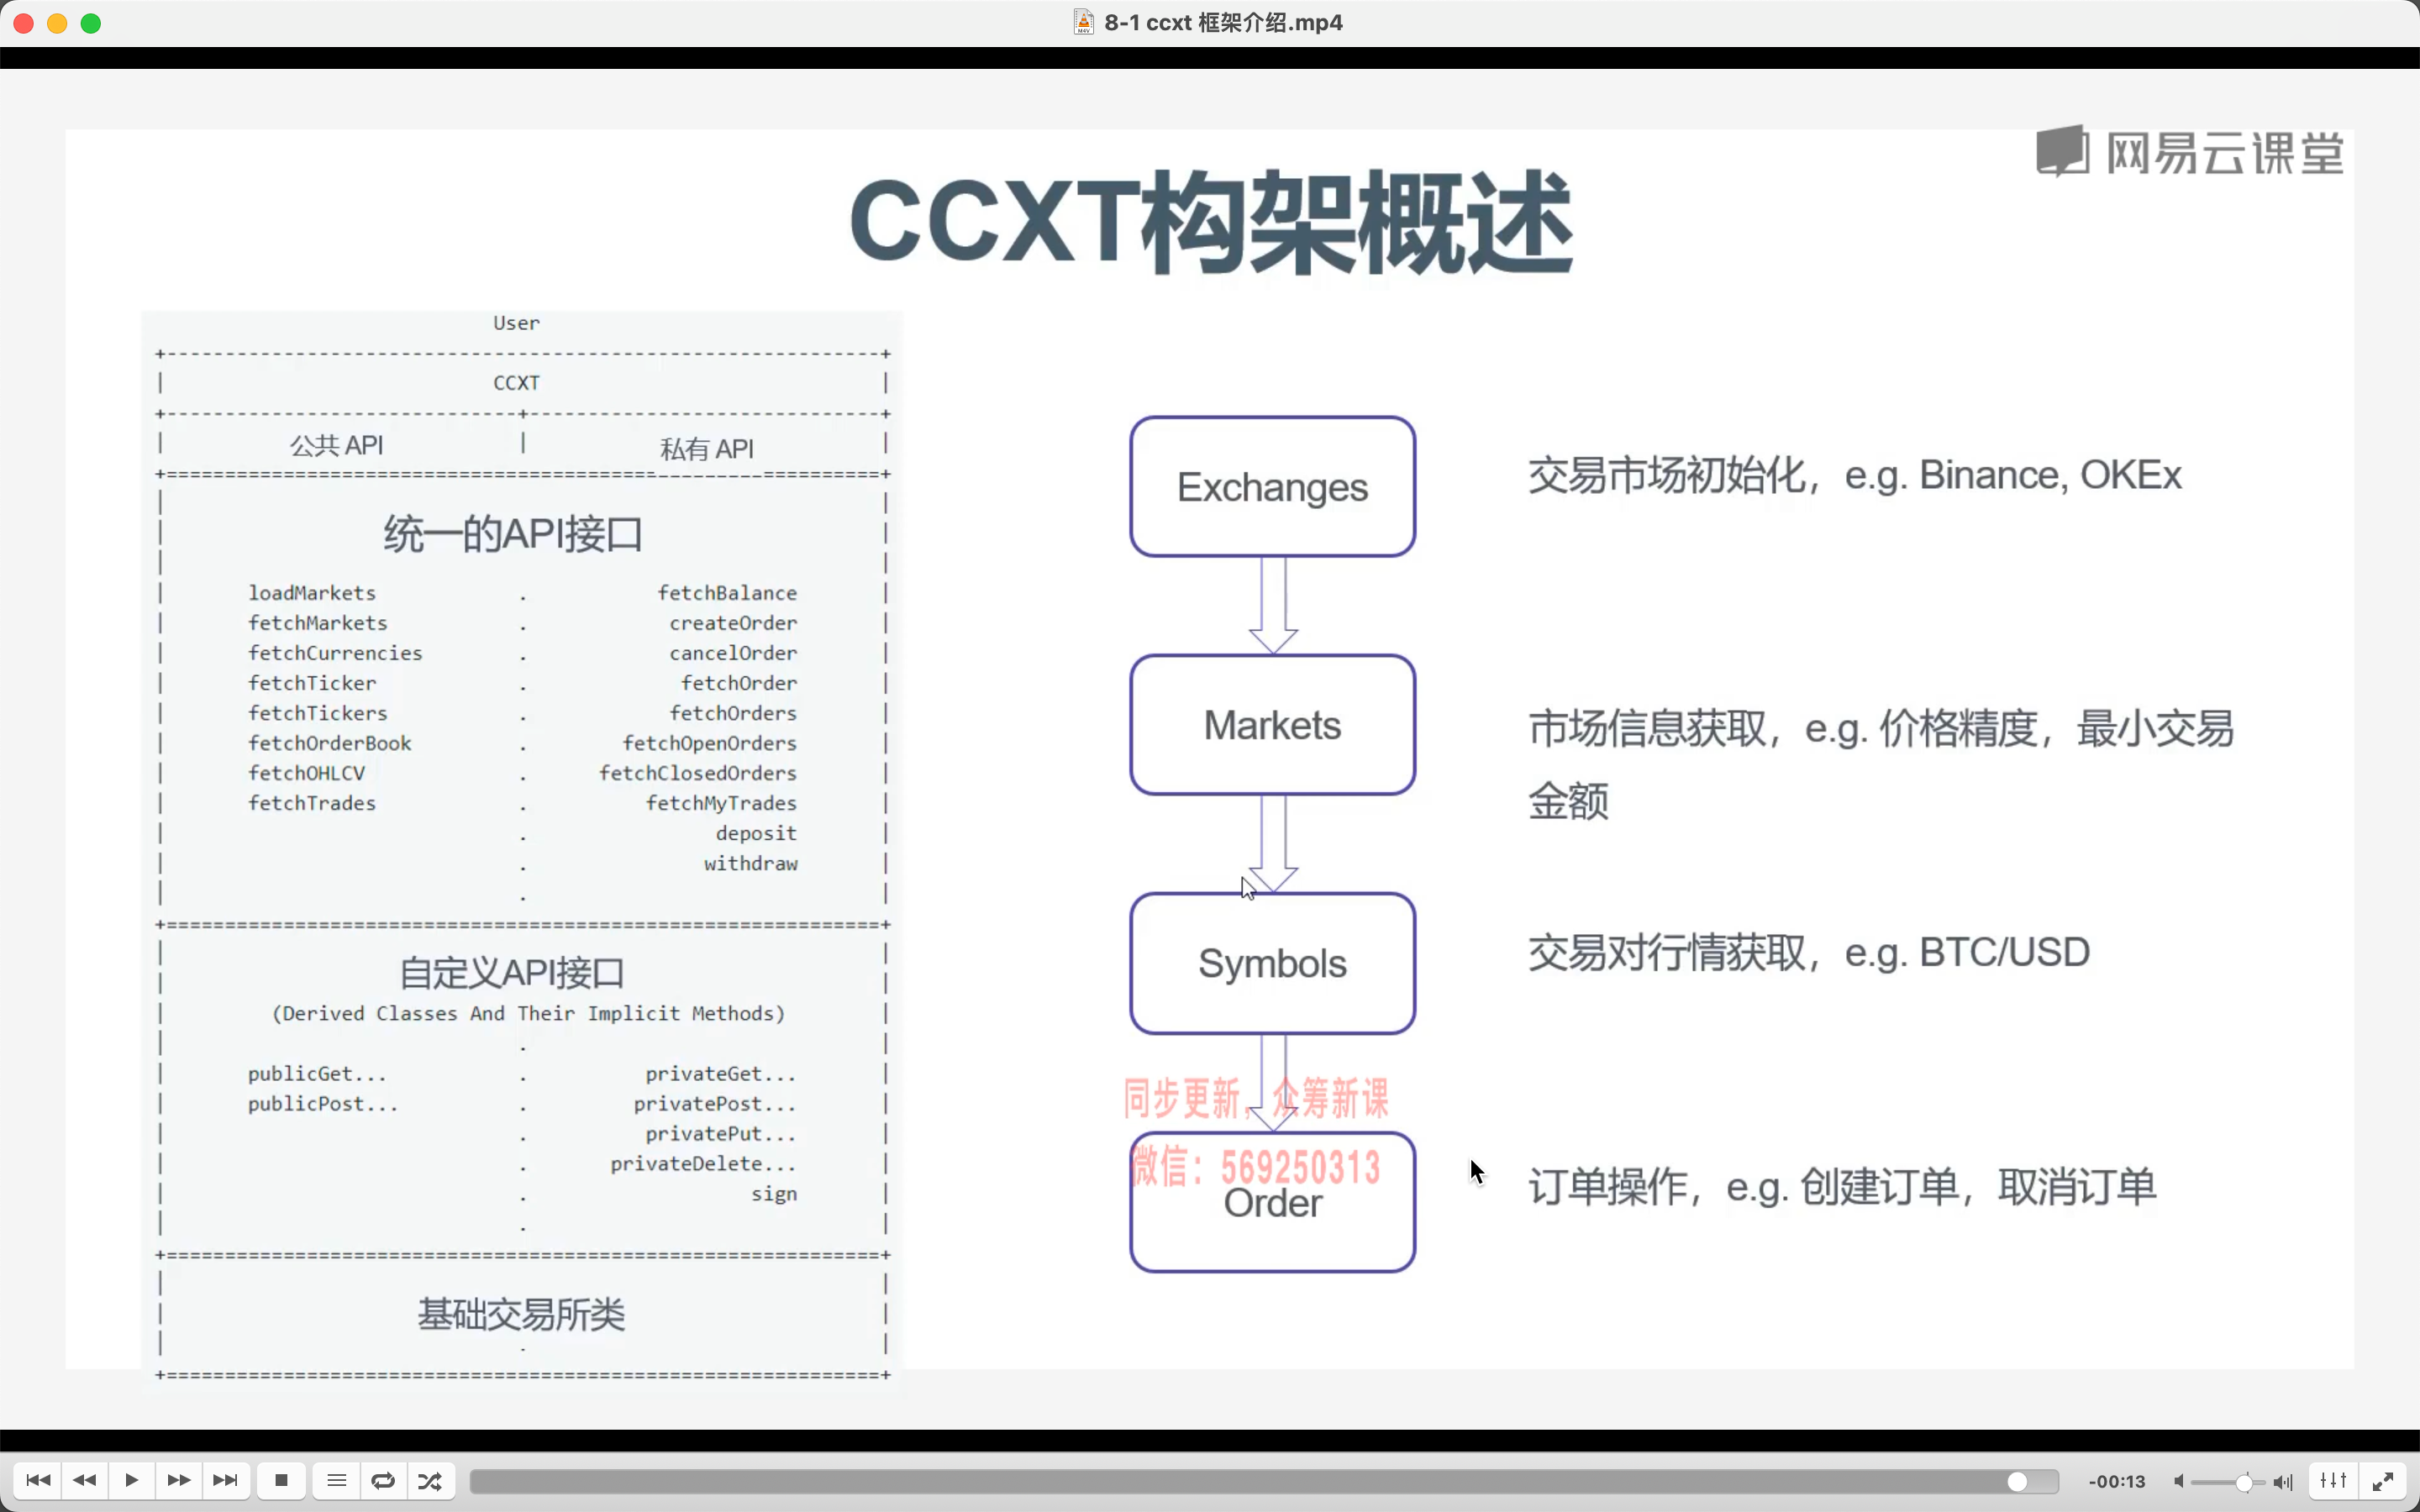 8-1 ccxt 框架介绍.mp4
网易云课堂
CCXT构架概述
User
CCXT
公共 API
私有 API
统一的API接口
loadMarkets . fetchBalance
fetchMarkets . createOrder
fetchCurrencies . cancelOrder
fetchTicker . fetchOrder
fetchTickers . fetchOrders
fetchOrderBook . fetchOpenOrders
fetchOHLCV . fetchClosedOrders
fetchTrades . fetchMyTrades
. deposit
. withdraw
.
自定义API接口
(Derived Classes And Their Implicit Methods)
.
publicGet... . privateGet...
publicPost... . privatePost...
. privatePut...
. privateDelete...
. sign
.
基础交易所类
.
Exchanges
交易市场初始化，e.g. Binance, OKEx
Markets
市场信息获取，e.g. 价格精度，最小交易
金额
Symbols
交易对行情获取，e.g. BTC/USD
同步更新，众筹新课
微信：569250313
Order
订单操作，e.g. 创建订单，取消订单
-00:13